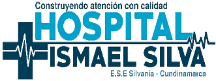 Construyendo atención con calidad
HOSPITAL
ISMAEL SILVA
E.S.E Silvania - Cundinamarca